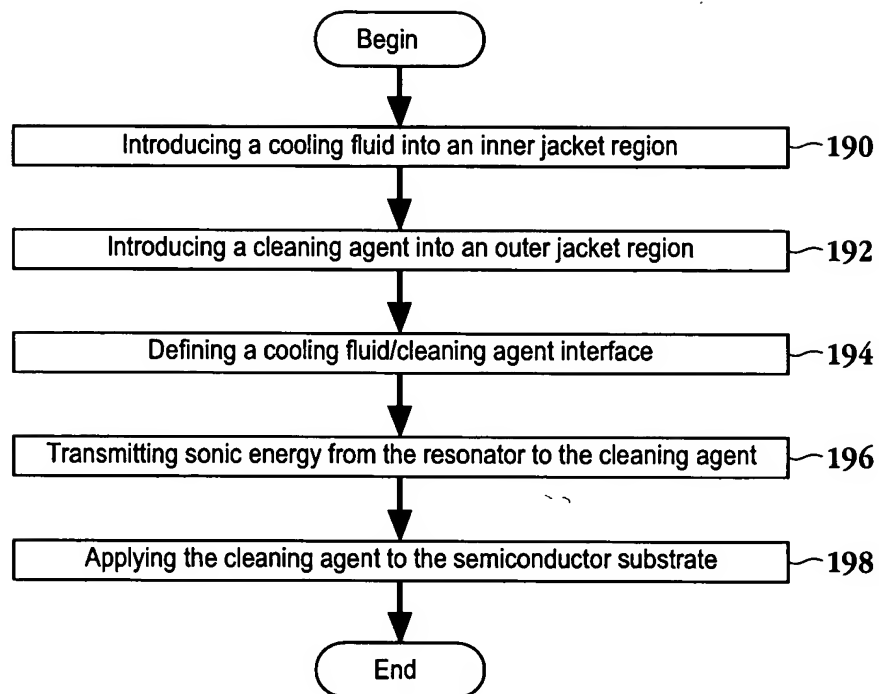 Begin
Introducing a cooling fluid into an inner jacket region 190
Introducing a cleaning agent into an outer jacket region 192
Defining a cooling fluid/cleaning agent interface 194
Transmitting sonic energy from the resonator to the cleaning agent 196
Applying the cleaning agent to the semiconductor substrate 198
End